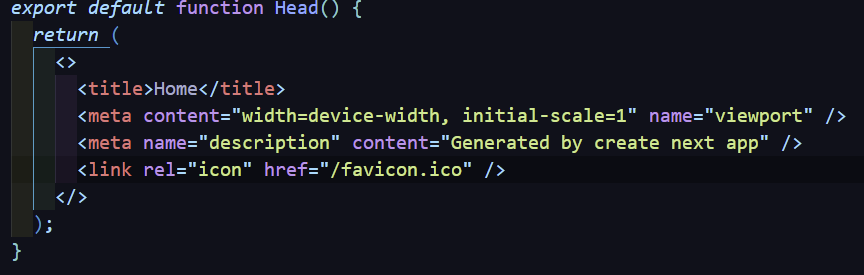 export default function Head() {
return (
<>
<title>Home</title>
<meta content="width=device-width, initial-scale=1" name="viewport" />
<meta name="description" content="Generated by create next app" />
<link rel="icon" href="/favicon.ico" />
</>
);
}